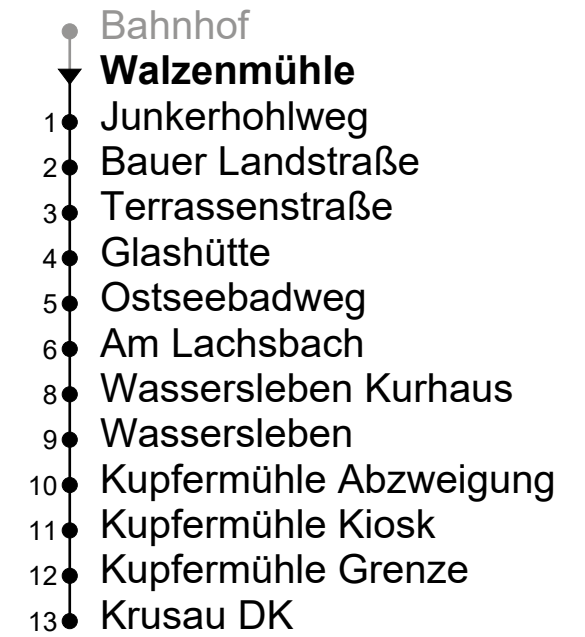 Bahnhof
Walzenmühle
1 Junkerhohlweg
2 Bauer Landstraße
3 Terrassenstraße
4 Glashütte
5 Ostseebadweg
6 Am Lachsbach
8 Wassersleben Kurhaus
9 Wassersleben
10 Kupfermühle Abzweigung
11 Kupfermühle Kiosk
12 Kupfermühle Grenze
13 Krusau DK